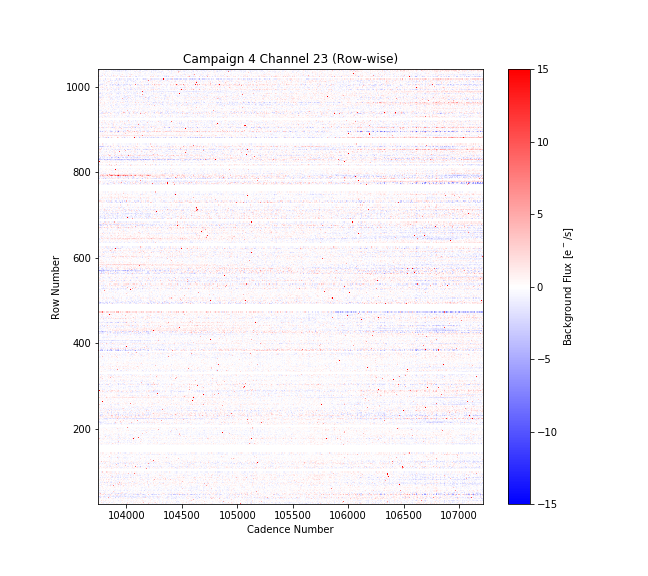 Campaign 4 Channel 23 (Row-wise)
1000
800
600
400
200
Row Number
104000 104500 105000 105500 106000 106500 107000
Cadence Number
15
10
5
0
−5
−10
−15
Background Flux [e⁻/s]